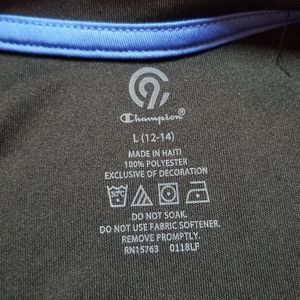 C9
Champion®
L (12-14)
MADE IN HAITI
100% POLYESTER
EXCLUSIVE OF DECORATION
DO NOT SOAK.
DO NOT USE FABRIC SOFTENER.
REMOVE PROMPTLY.
RN15763 0118LF